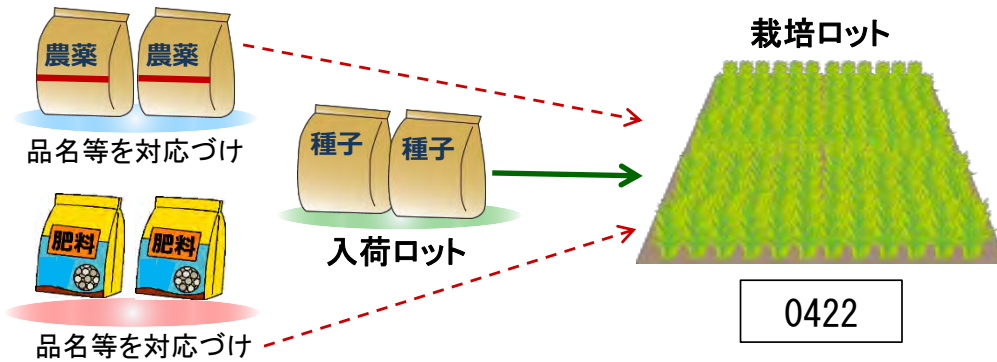 農薬 農薬
品名等を対応づけ
肥料 肥料
品名等を対応づけ
種子 種子
入荷ロット
栽培ロット
0422